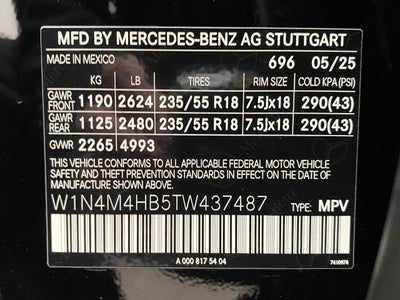 MFD BY MERCEDES-BENZ AG STUTTGART
MADE IN MEXICO 696 05/25
KG LB TIRES RIM SIZE COLD KPA(PSI)
GAWR FRONT 1190 2624 235/55 R18 7.5Jx18 290(43)
GAWR REAR 1125 2480 235/55 R18 7.5Jx18 290(43)
GVWR 2265 4993
THIS VEHICLE CONFORMS TO ALL APPLICABLE FEDERAL MOTOR VEHICLE
SAFETY AND THEFT PREVENTION STANDARDS IN EFFECT ON
THE DATE OF MANUFACTURE SHOWN ABOVE.
W1N4M4HB5TW437487 TYPE: MPV
A 000 817 54 04